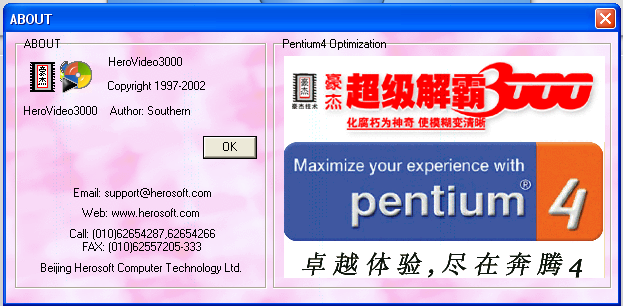 ABOUT
ABOUT
豪杰
HeroVideo3000
Copyright 1997-2002
HeroVideo3000 Author: Southern
OK
Email: support@herosoft.com
Web: www.herosoft.com
Call: (010)62654287,62654266
FAX: (010)62557205-333
Beijing Herosoft Computer Technology Ltd.
Pentium4 Optimization
豪杰
豪杰技术
豪杰
超级解霸3000
化腐朽为神奇 使模糊变清晰
Maximize your experience with
pentium® 4
卓越体验,尽在奔腾4